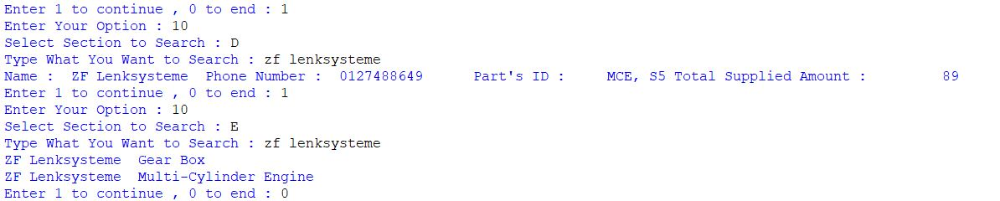 Enter 1 to continue , 0 to end : 1
Enter Your Option : 10
Select Section to Search : D
Type What You Want to Search : zf lenksysteme
Name :  ZF Lenksysteme  Phone Number :  0127488649      Part's ID :     MCE, S5 Total Supplied Amount :         89
Enter 1 to continue , 0 to end : 1
Enter Your Option : 10
Select Section to Search : E
Type What You Want to Search : zf lenksysteme
ZF Lenksysteme  Gear Box
ZF Lenksysteme  Multi-Cylinder Engine
Enter 1 to continue , 0 to end : 0